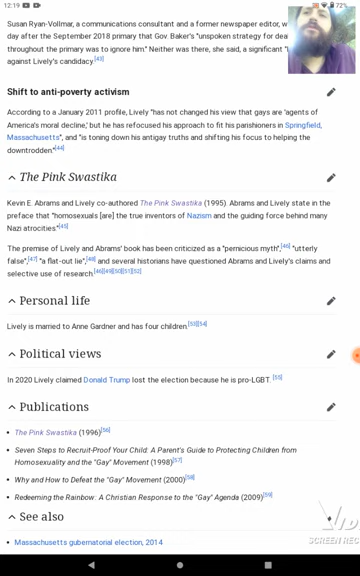 12:19
72%
Susan Ryan-Vollmar, a communications consultant and a former newspaper editor, w
day after the September 2018 primary that Gov. Baker's "unspoken strategy for dea
throughout the primary was to ignore him." Neither was there, she said, a significant "
against Lively's candidacy.[43]
Shift to anti-poverty activism
According to a January 2011 profile, Lively "has not changed his view that gays are 'agents of
America's moral decline,' but he has refocused his approach to fit his parishioners in Springfield,
Massachusetts", and "is toning down his antigay truths and shifting his focus to helping the
downtrodden."[44]
The Pink Swastika
Kevin E. Abrams and Lively co-authored The Pink Swastika (1995). Abrams and Lively state in the
preface that "homosexuals [are] the true inventors of Nazism and the guiding force behind many
Nazi atrocities."[45]
The premise of Lively and Abrams' book has been criticized as a "pernicious myth",[46] "utterly
false",[47] "a flat-out lie",[48] and several historians have questioned Abrams and Lively's claims and
selective use of research.[46][49][50][51][52]
Personal life
Lively is married to Anne Gardner and has four children.[53][54]
Political views
In 2020 Lively claimed Donald Trump lost the election because he is pro-LGBT. [55]
Publications
• The Pink Swastika (1996)[56]
• Seven Steps to Recruit-Proof Your Child: A Parent's Guide to Protecting Children from
Homosexuality and the "Gay" Movement (1998)[57]
• Why and How to Defeat the "Gay" Movement (2000)[58]
• Redeeming the Rainbow: A Christian Response to the "Gay" Agenda (2009)[59]
See also
• Massachusetts gubernatorial election, 2014
SCREEN REC